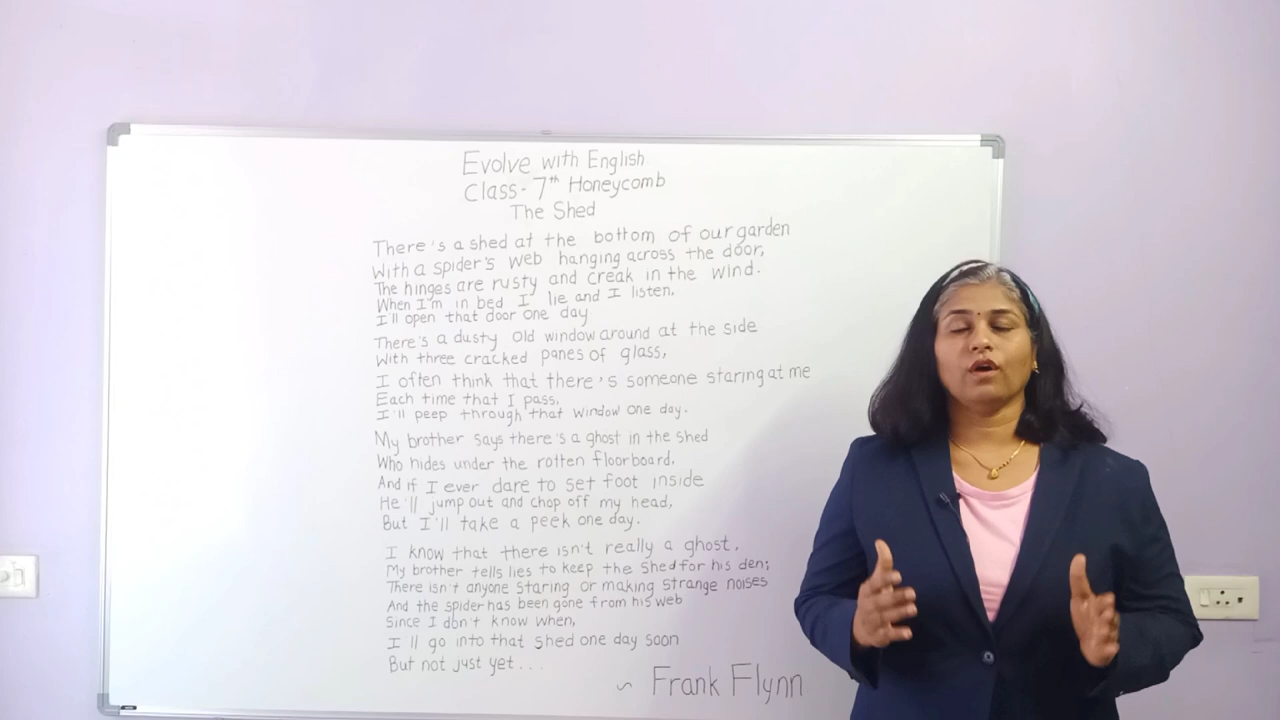 Evolve with English
Class- 7th Honeycomb
The Shed
There's a shed at the bottom of our garden
With a spider's web hanging across the door,
The hinges are rusty and creak in the wind.
When I'm in bed I lie and I listen,
I'll open that door one day
There's a dusty old window around at the side
With three cracked panes of glass,
I often think that there's someone staring at me
Each time that I pass,
I'll peep through that window one day.
My brother says there's a ghost in the shed
Who hides under the rotten floorboard,
And if I ever dare to set foot inside
He'll jump out and chop off my head,
But I'll take a peek one day.
I know that there isn't really a ghost,
My brother tells lies to keep the shed for his den;
There isn't anyone staring or making strange noises
And the spider has been gone from his web
Since I don't know when,
I'll go into that shed one day soon
But not just yet...
~ Frank Flynn